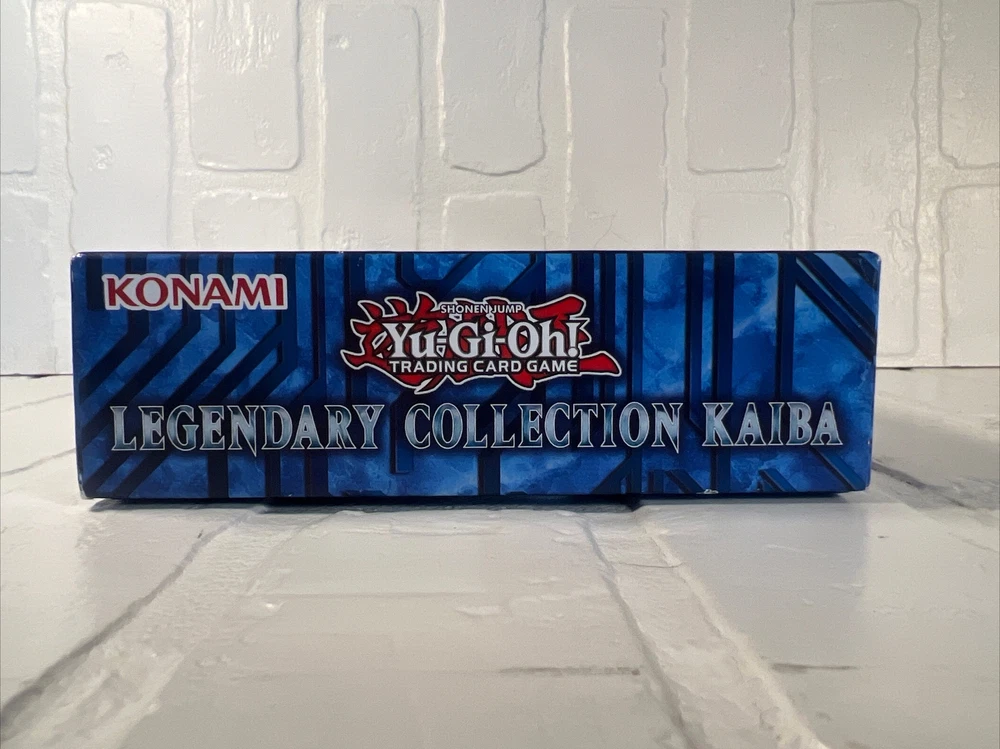 KONAMI
SHONEN JUMP
Yu-Gi-Oh!
TRADING CARD GAME
LEGENDARY COLLECTION KAIBA